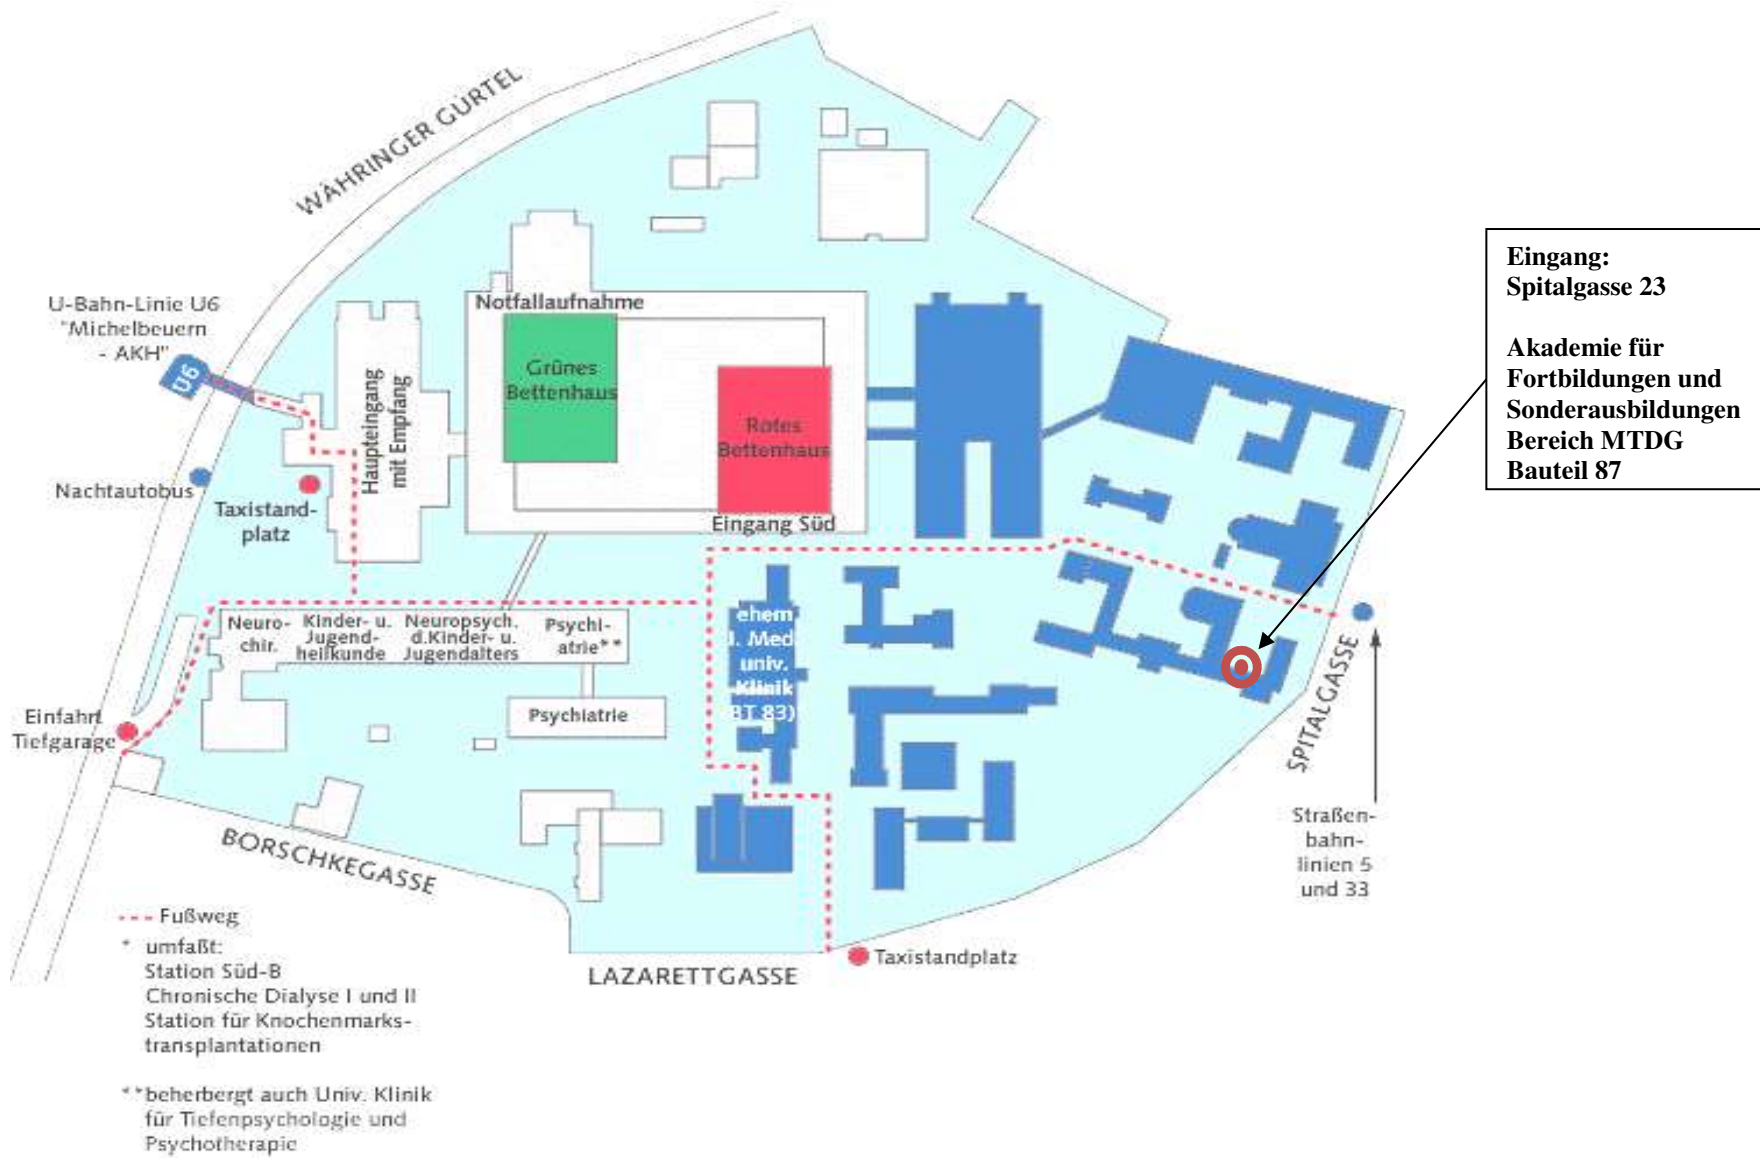 WÄHRINGER GÜRTEL
U-Bahn-Linie U6
"Michelbeuern
- AKH"
U6
Nachtautobus
Taxistand-
platz
Haupteingang
mit Empfang
Notfallaufnahme
Grünes
Bettenhaus
Rotes
Bettenhaus
Eingang Süd
Eingang:
Spitalgasse 23
Akademie für
Fortbildungen und
Sonderausbildungen
Bereich MTDG
Bauteil 87
Neuro-
chir.
Kinder- u.
Jugend-
heilkunde
Neuropsych.
d.Kinder- u.
Jugendalters
Psychi-
atrie**
Psychiatrie
ehem
I. Med
univ.
Klinik
BT 83)
Einfahrt
Tiefgarage
SPITALGASSE
Straßen-
bahn-
linien 5
und 33
BORSCHKEGASSE
LAZARETTGASSE
Taxistandplatz
--- Fußweg
* umfaßt:
Station Süd-B
Chronische Dialyse I und II
Station für Knochenmarks-
transplantationen
**beherbergt auch Univ. Klinik
für Tiefenpsychologie und
Psychotherapie